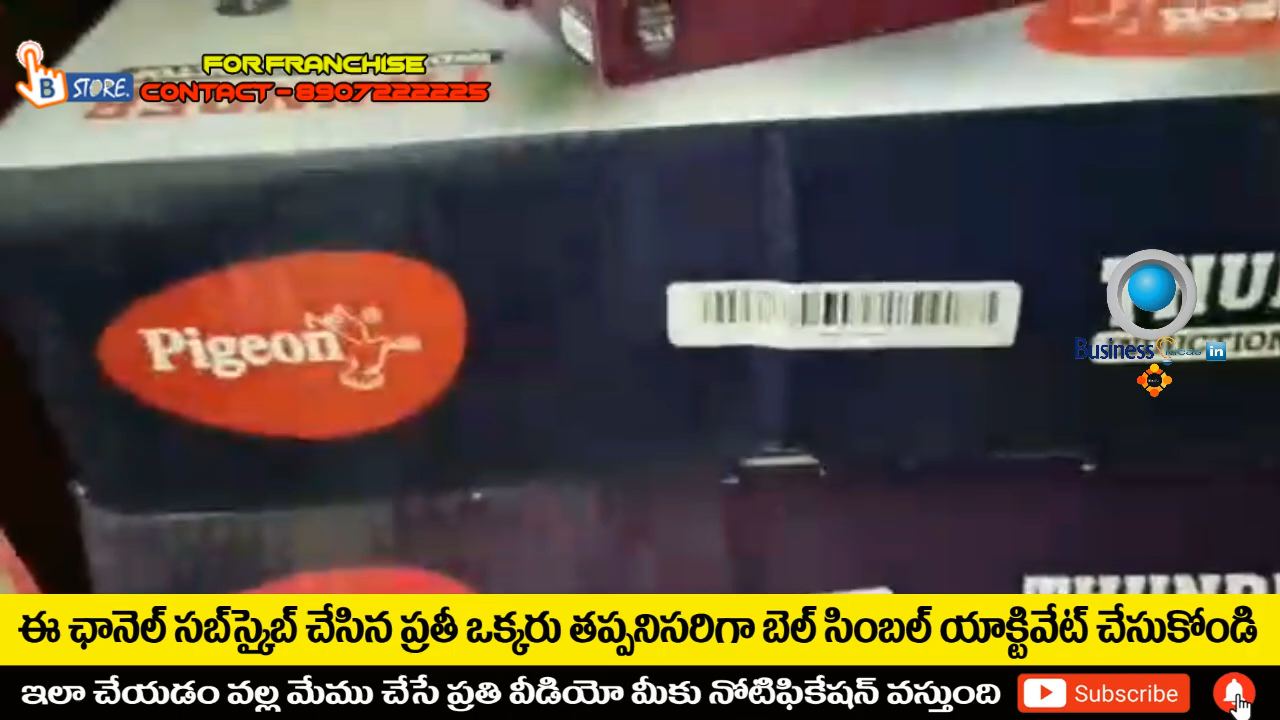 FOR FRANCHISE
B STORE.
CONTACT - 8907222225
Pigeon
Business
in
ఈ ఛానెల్ సబ్‌స్క్రైబ్ చేసిన ప్రతీ ఒక్కరు తప్పనిసరిగా బెల్ సింబల్ యాక్టివేట్ చేసుకోండి
ఇలా చేయడం వల్ల మేము చేసే ప్రతి వీడియో మీకు నోటిఫికేషన్ వస్తుంది
Subscribe